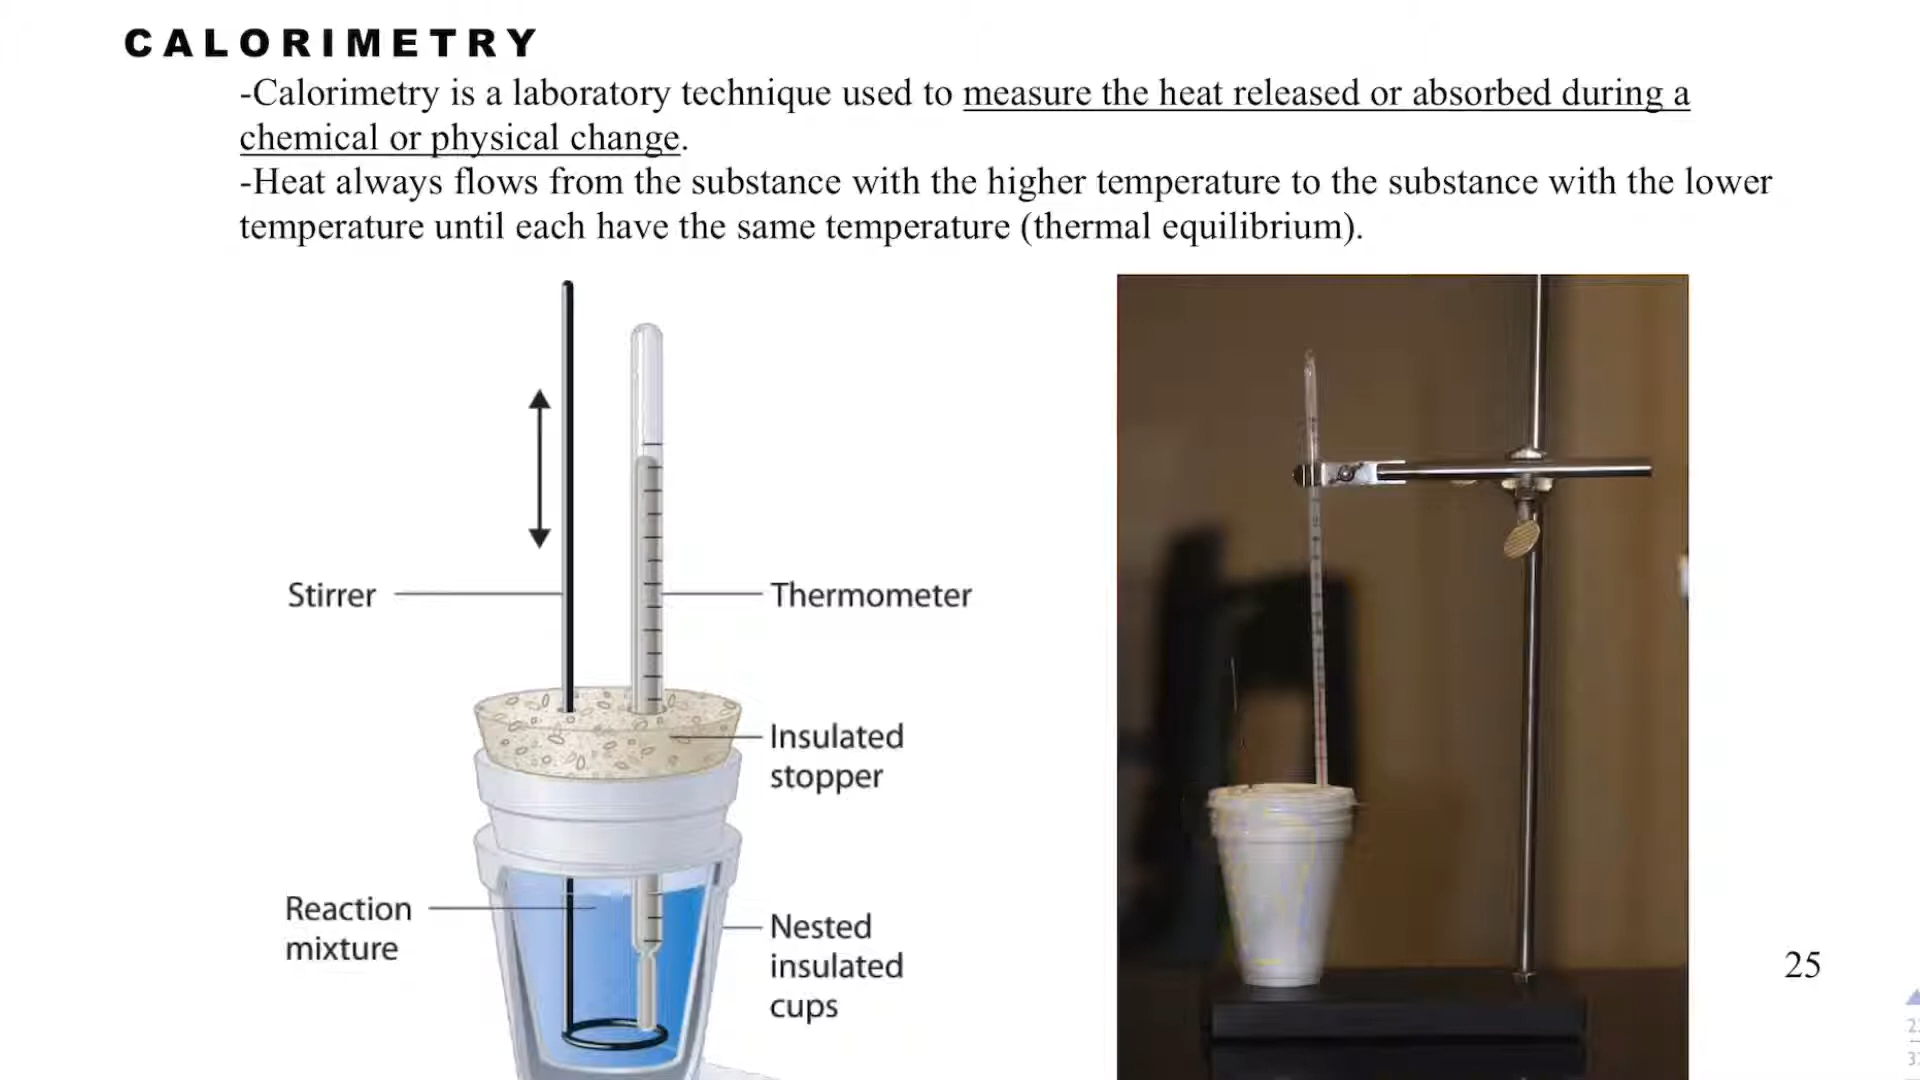 CALORIMETRY
-Calorimetry is a laboratory technique used to measure the heat released or absorbed during a
chemical or physical change.
-Heat always flows from the substance with the higher temperature to the substance with the lower
temperature until each have the same temperature (thermal equilibrium).
Stirrer
Thermometer
Insulated
stopper
Reaction
mixture
Nested
insulated
cups
25